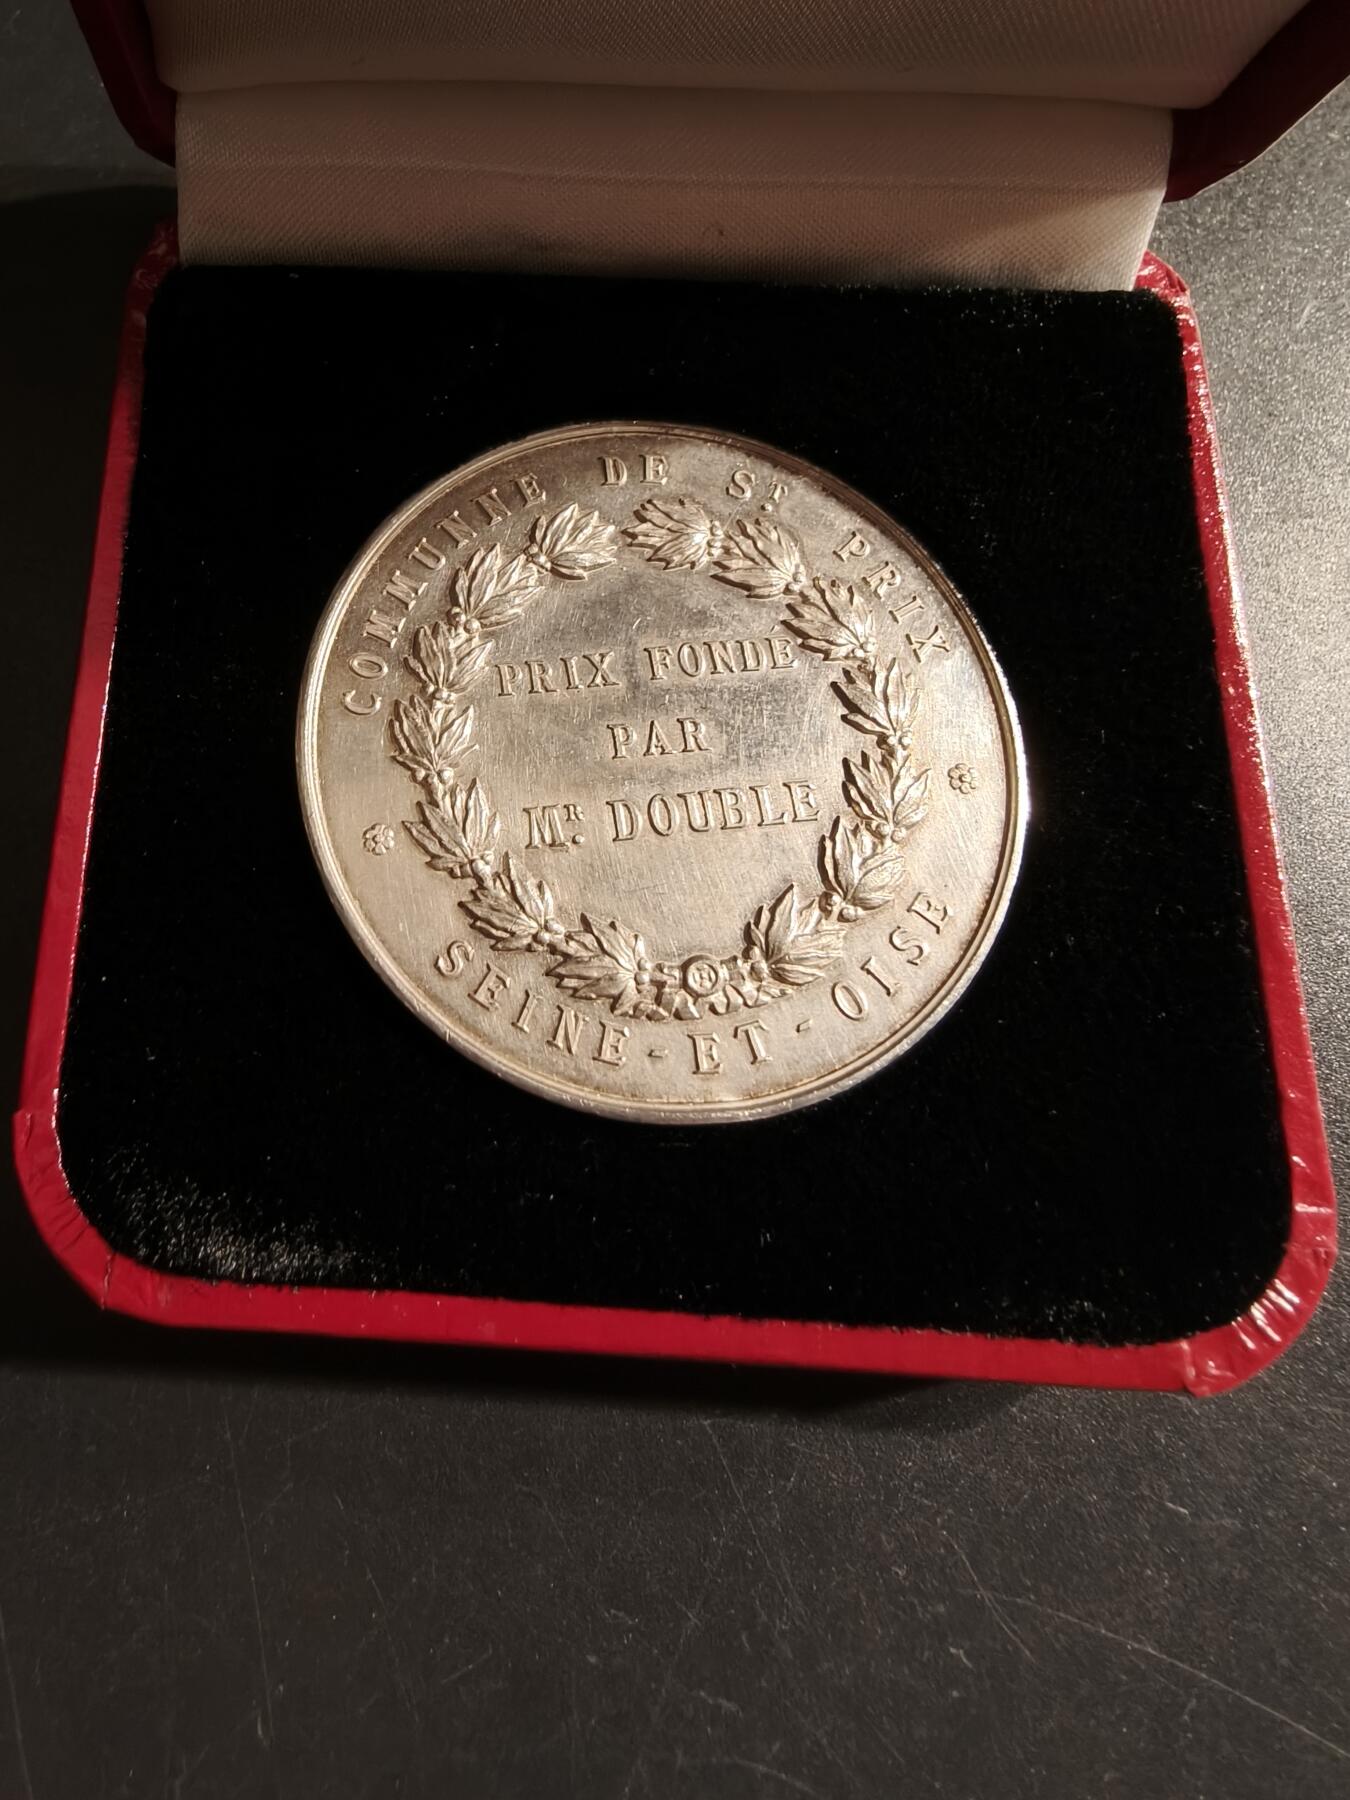 COMMUNNE DE ST. PRIX
PRIX FONDE
PAR
MR. DOUBLE
SEINE-ET-OISE
H